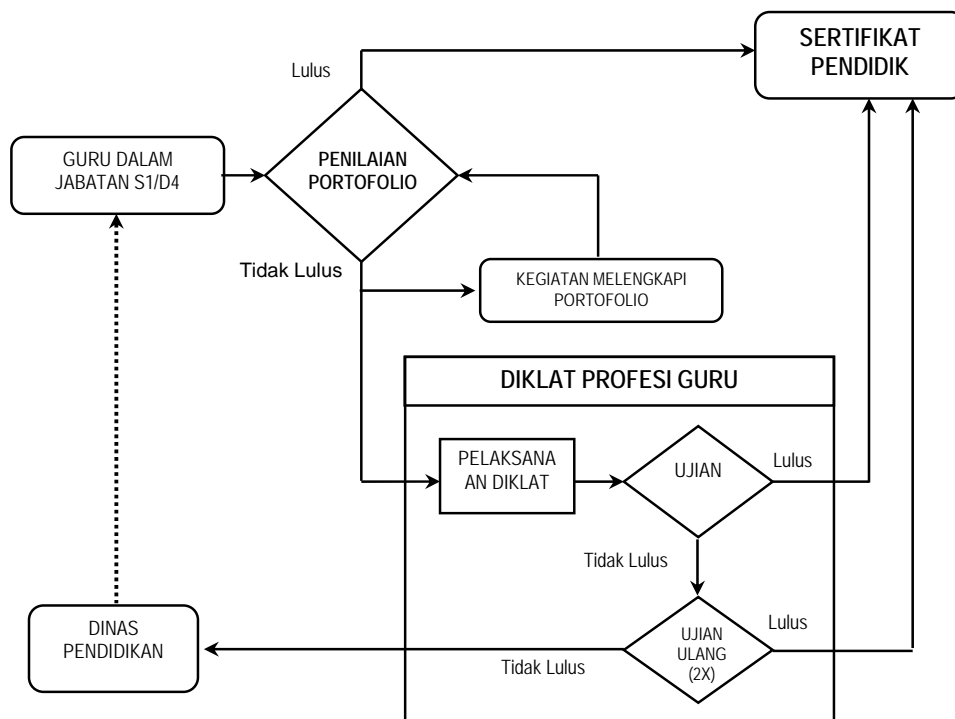 SERTIFIKAT
PENDIDIK
Lulus
GURU DALAM
JABATAN S1/D4
PENILAIAN
PORTOFOLIO
Tidak Lulus
KEGIATAN MELENGKAPI
PORTOFOLIO
DIKLAT PROFESI GURU
PELAKSANA
AN DIKLAT
UJIAN
Lulus
Tidak Lulus
DINAS
PENDIDIKAN
UJIAN
ULANG
(2X)
Lulus
Tidak Lulus